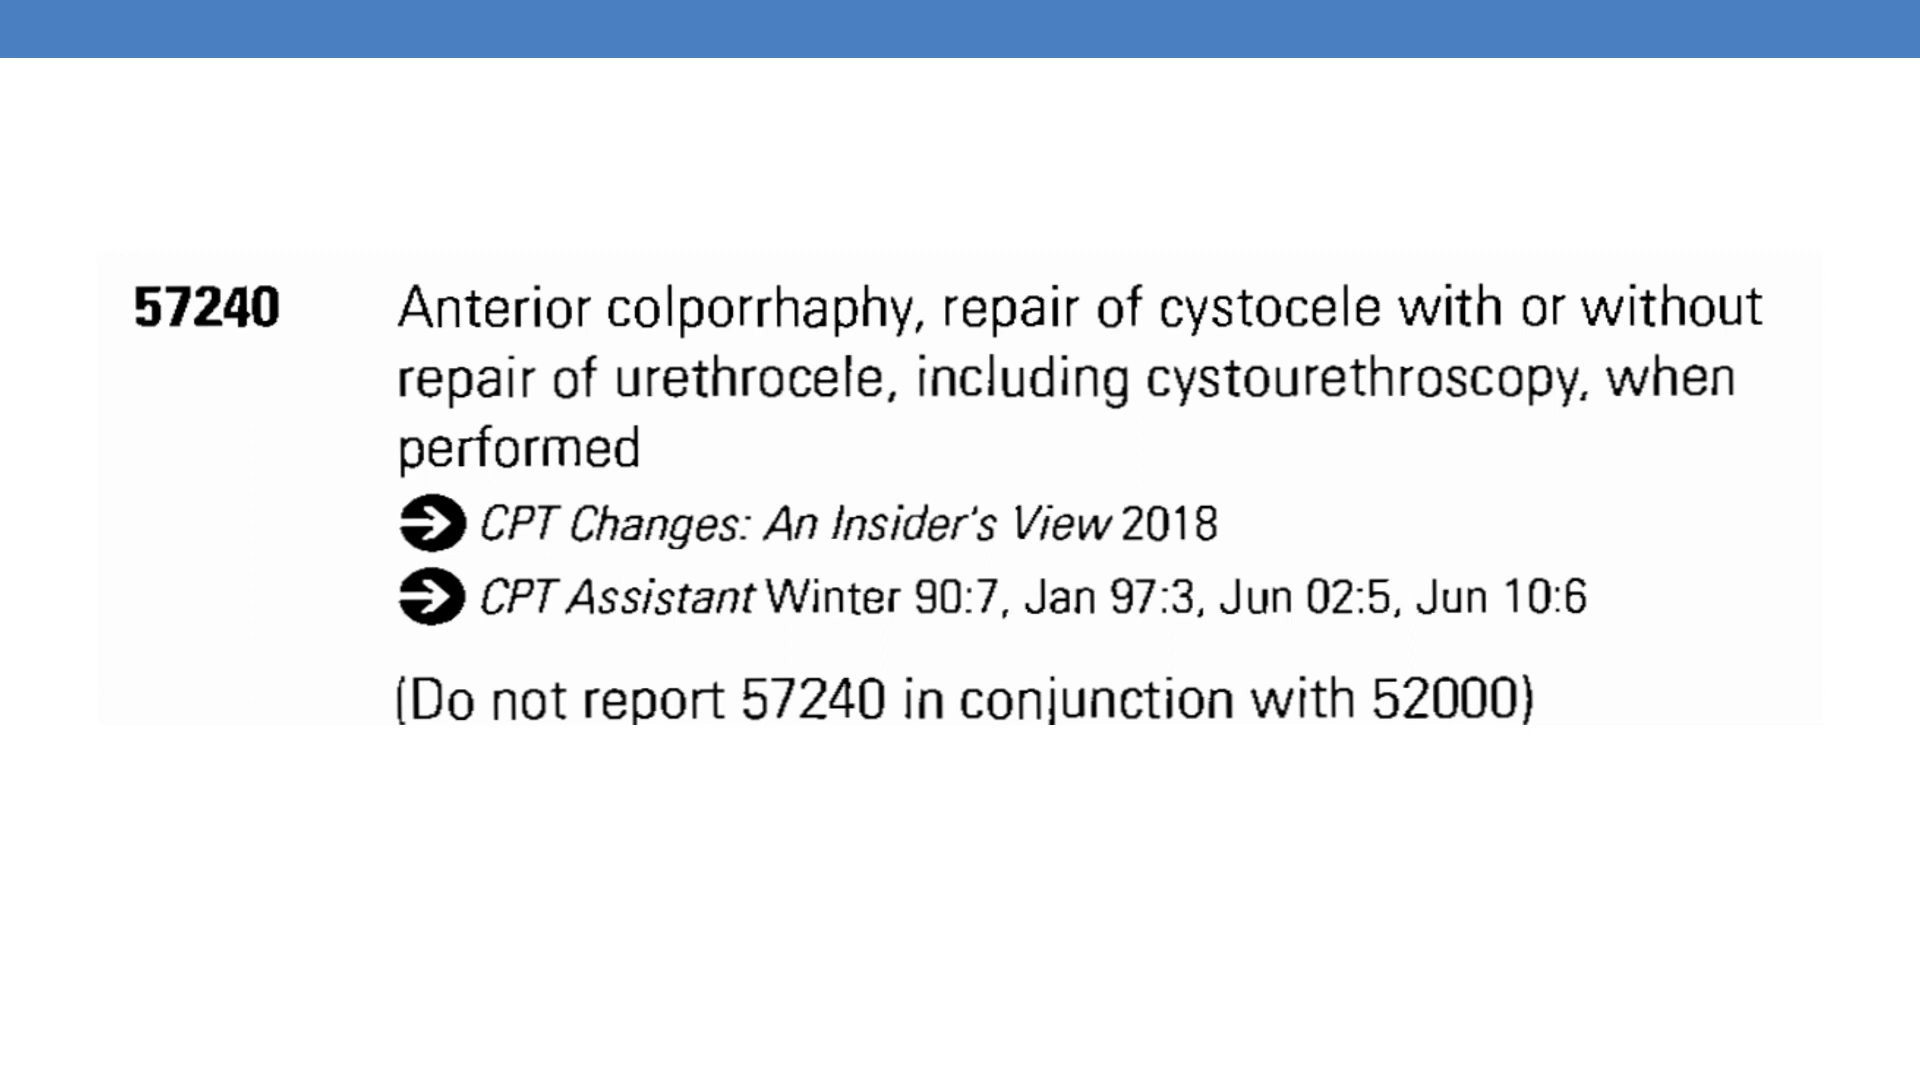 57240 Anterior colporrhaphy, repair of cystocele with or without
repair of urethrocele, including cystourethroscopy, when
performed
CPT Changes: An Insider's View 2018
CPT Assistant Winter 90:7, Jan 97:3, Jun 02:5, Jun 10:6
(Do not report 57240 in conjunction with 52000)